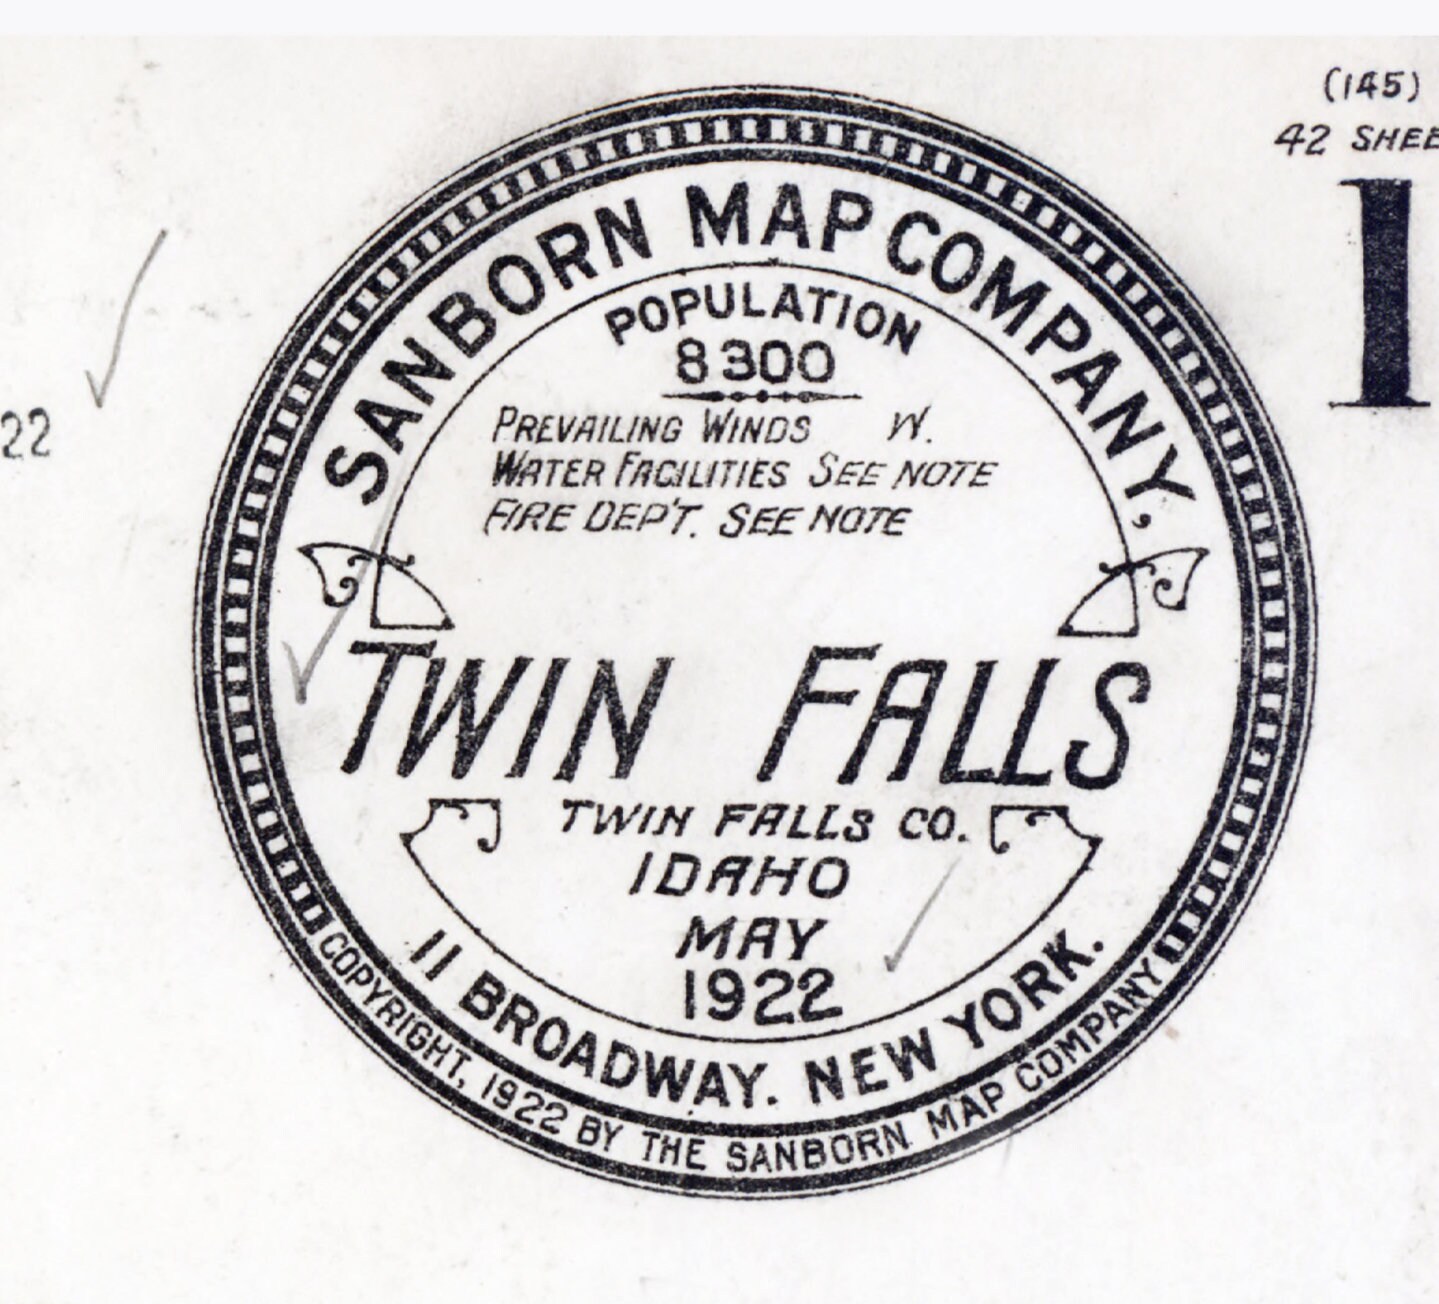 (145)
42 SHEE
1
22
SANBORN MAP COMPANY,
POPULATION
8300
PREVAILING WINDS W.
WATER FACILITIES SEE NOTE
FIRE DEP'T. SEE NOTE
TWIN FALLS
TWIN FALLS CO.
IDAHO
MAY
1922
11 BROADWAY. NEW YORK.
COPYRIGHT, 1922 BY THE SANBORN MAP COMPANY